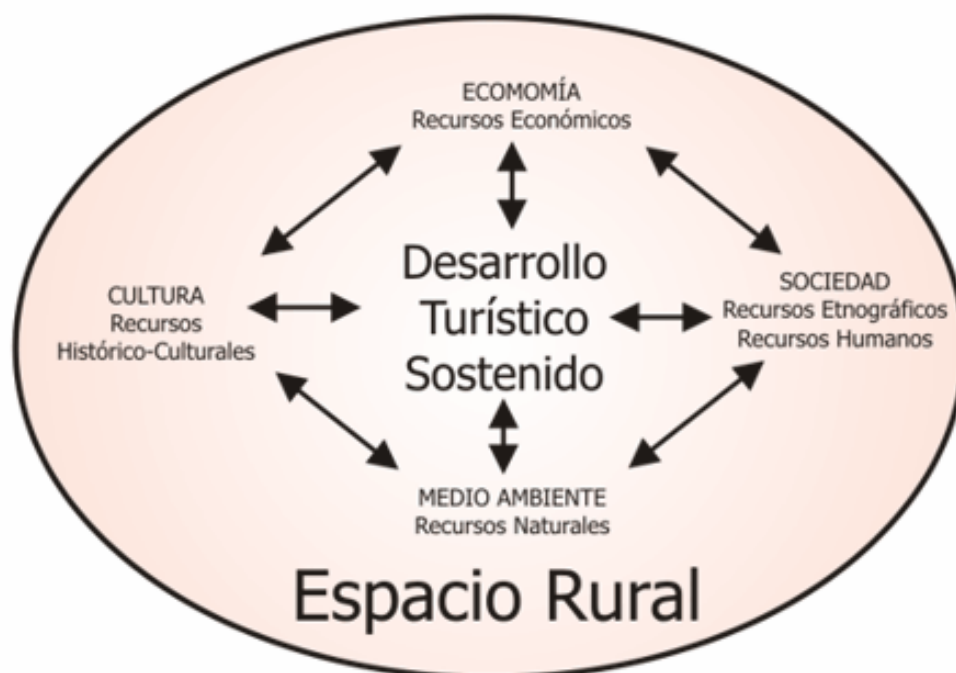 ECOMOMÍA
Recursos Económicos
Desarrollo
Turístico
Sostenido
CULTURA
Recursos
Histórico-Culturales
SOCIEDAD
Recursos Etnográficos
Recursos Humanos
MEDIO AMBIENTE
Recursos Naturales
Espacio Rural